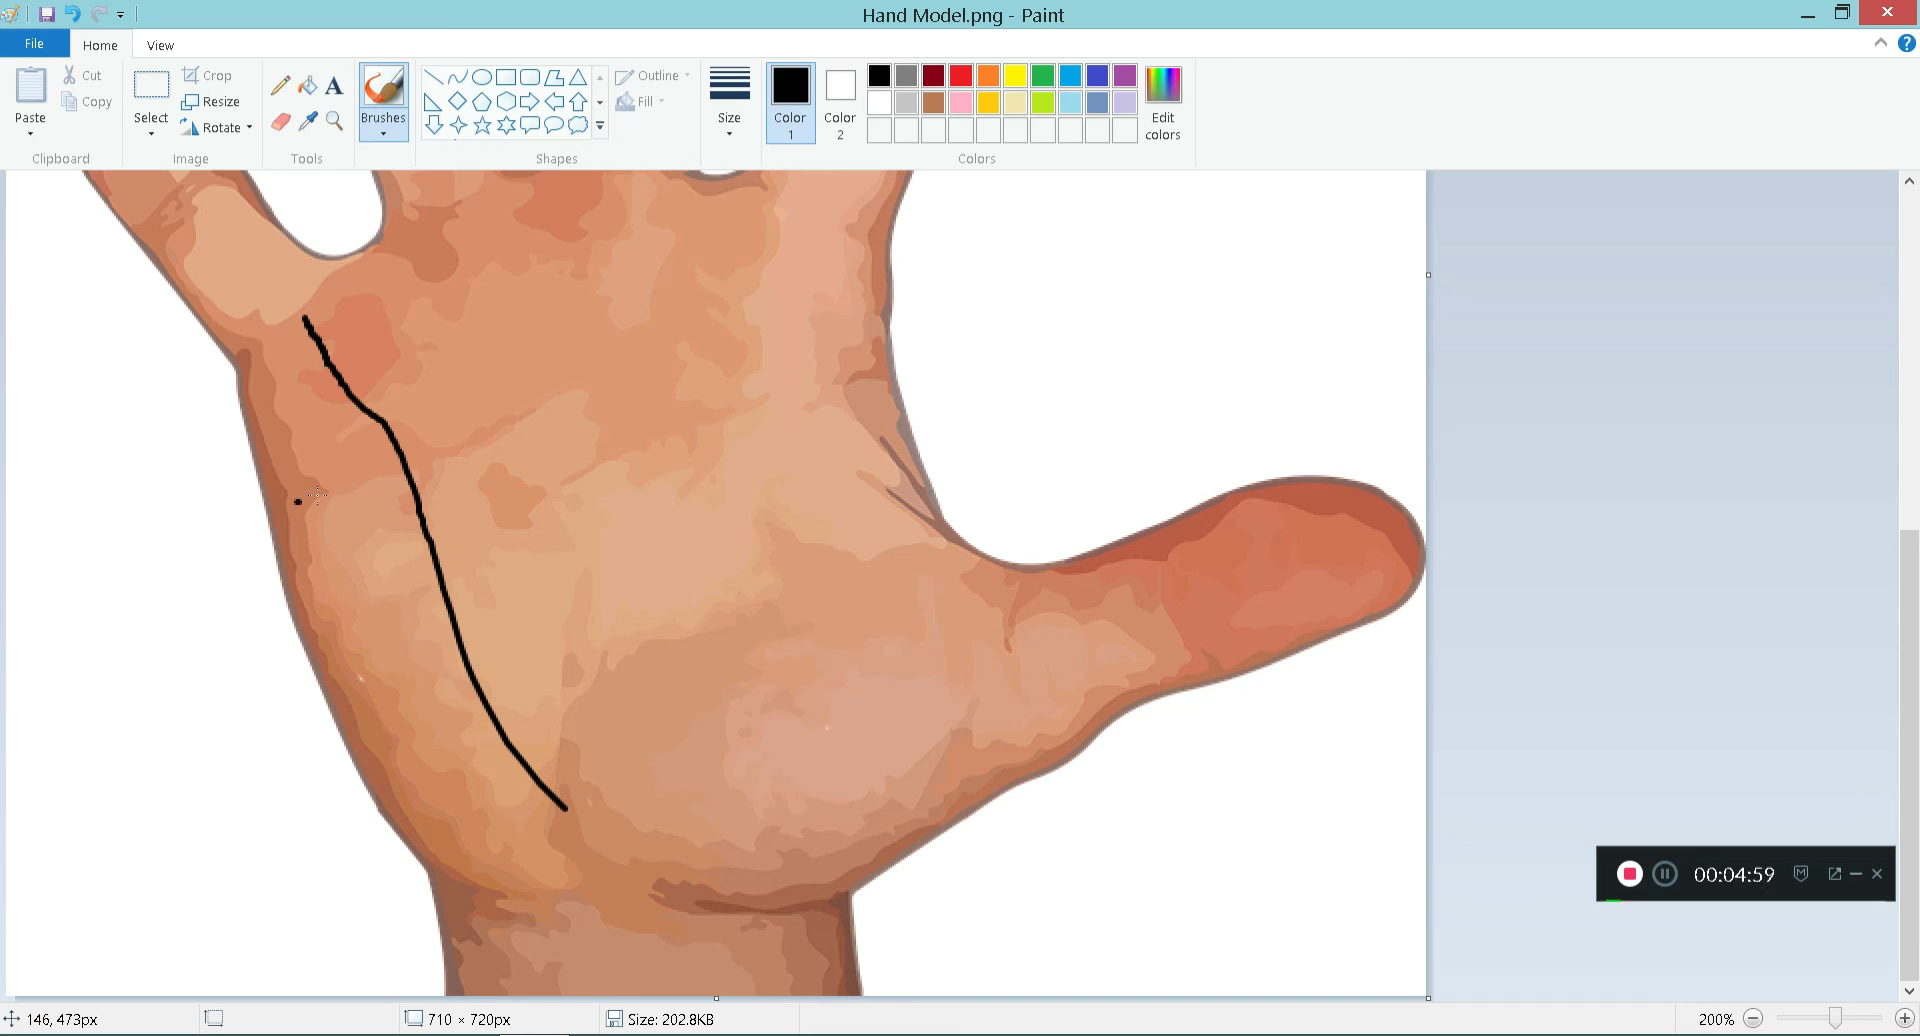 Hand Model.png - Paint
File Home View
Paste
Cut
Copy
Clipboard
Select
Crop
Resize
Rotate
Image
A
Tools
Brushes
Shapes
Outline
Fill
Size
Color 1
Color 2
Edit colors
Colors
00:04:59
146, 473px
710 × 720px
Size: 202.8KB
200%